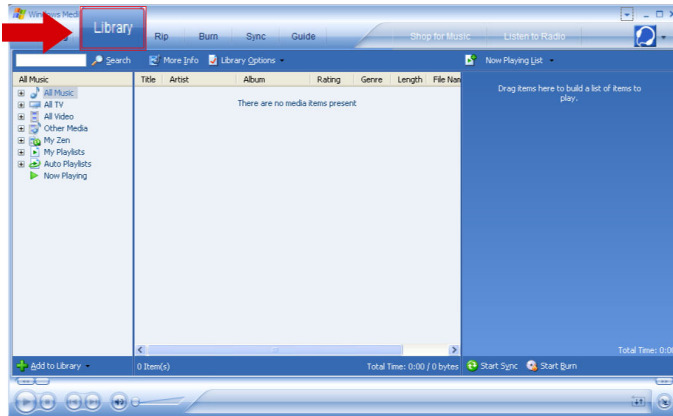 Windows Medi
Library
Rip Burn Sync Guide Shop for Music Listen to Radio
Search More Info Library Options Now Playing List
All Music
Title Artist Album Rating Genre Length File Nam
All Music
All TV
All Video
Other Media
My Zen
My Playlists
Auto Playlists
Now Playing
There are no media items present
Drag items here to build a list of items to
play.
Total Time: 0:0
Add to Library 0 Item(s) Total Time: 0:00 / 0 bytes Start Sync Start Burn